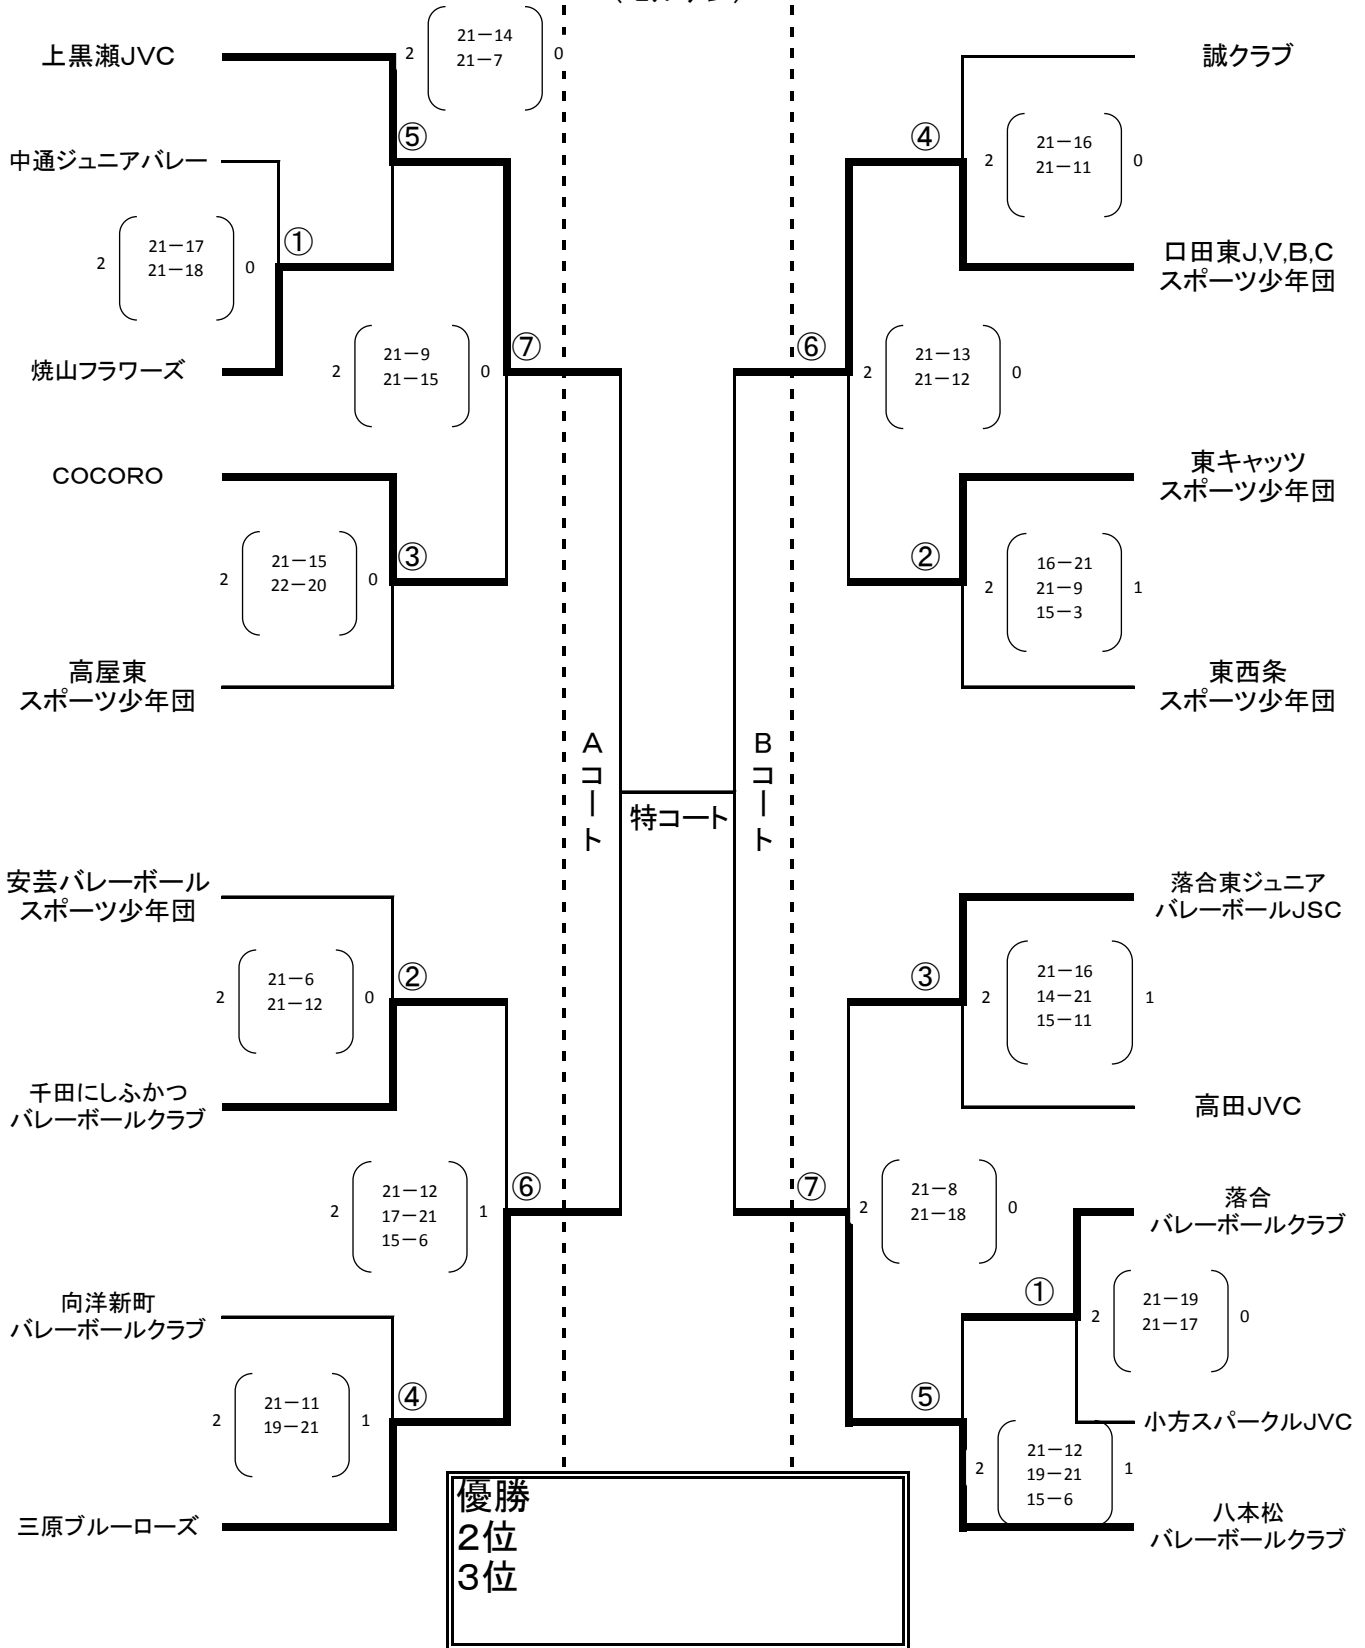 上黒瀬JVC
2
21－14
21－7
0
⑤
中通ジュニアバレー
2
21－17
21－18
0
①
焼山フラワーズ
2
21－9
21－15
0
⑦
COCORO
2
21－15
22－20
0
③
高屋東
スポーツ少年団
安芸バレーボール
スポーツ少年団
2
21－6
21－12
0
②
千田にしふかつ
バレーボールクラブ
2
21－12
17－21
15－6
1
⑥
向洋新町
バレーボールクラブ
2
21－11
19－21
1
④
三原ブルーローズ
Aコート
特コート
Bコート
誠クラブ
④
2
21－16
21－11
0
口田東J,V,B,C
スポーツ少年団
⑥
2
21－13
21－12
0
東キャッツ
スポーツ少年団
②
2
16－21
21－9
15－3
1
東西条
スポーツ少年団
落合東ジュニア
バレーボールJSC
③
2
21－16
14－21
15－11
1
高田JVC
⑦
2
21－8
21－18
0
落合
バレーボールクラブ
①
2
21－19
21－17
0
小方スパークルJVC
⑤
2
21－12
19－21
15－6
1
八本松
バレーボールクラブ
優勝
2位
3位